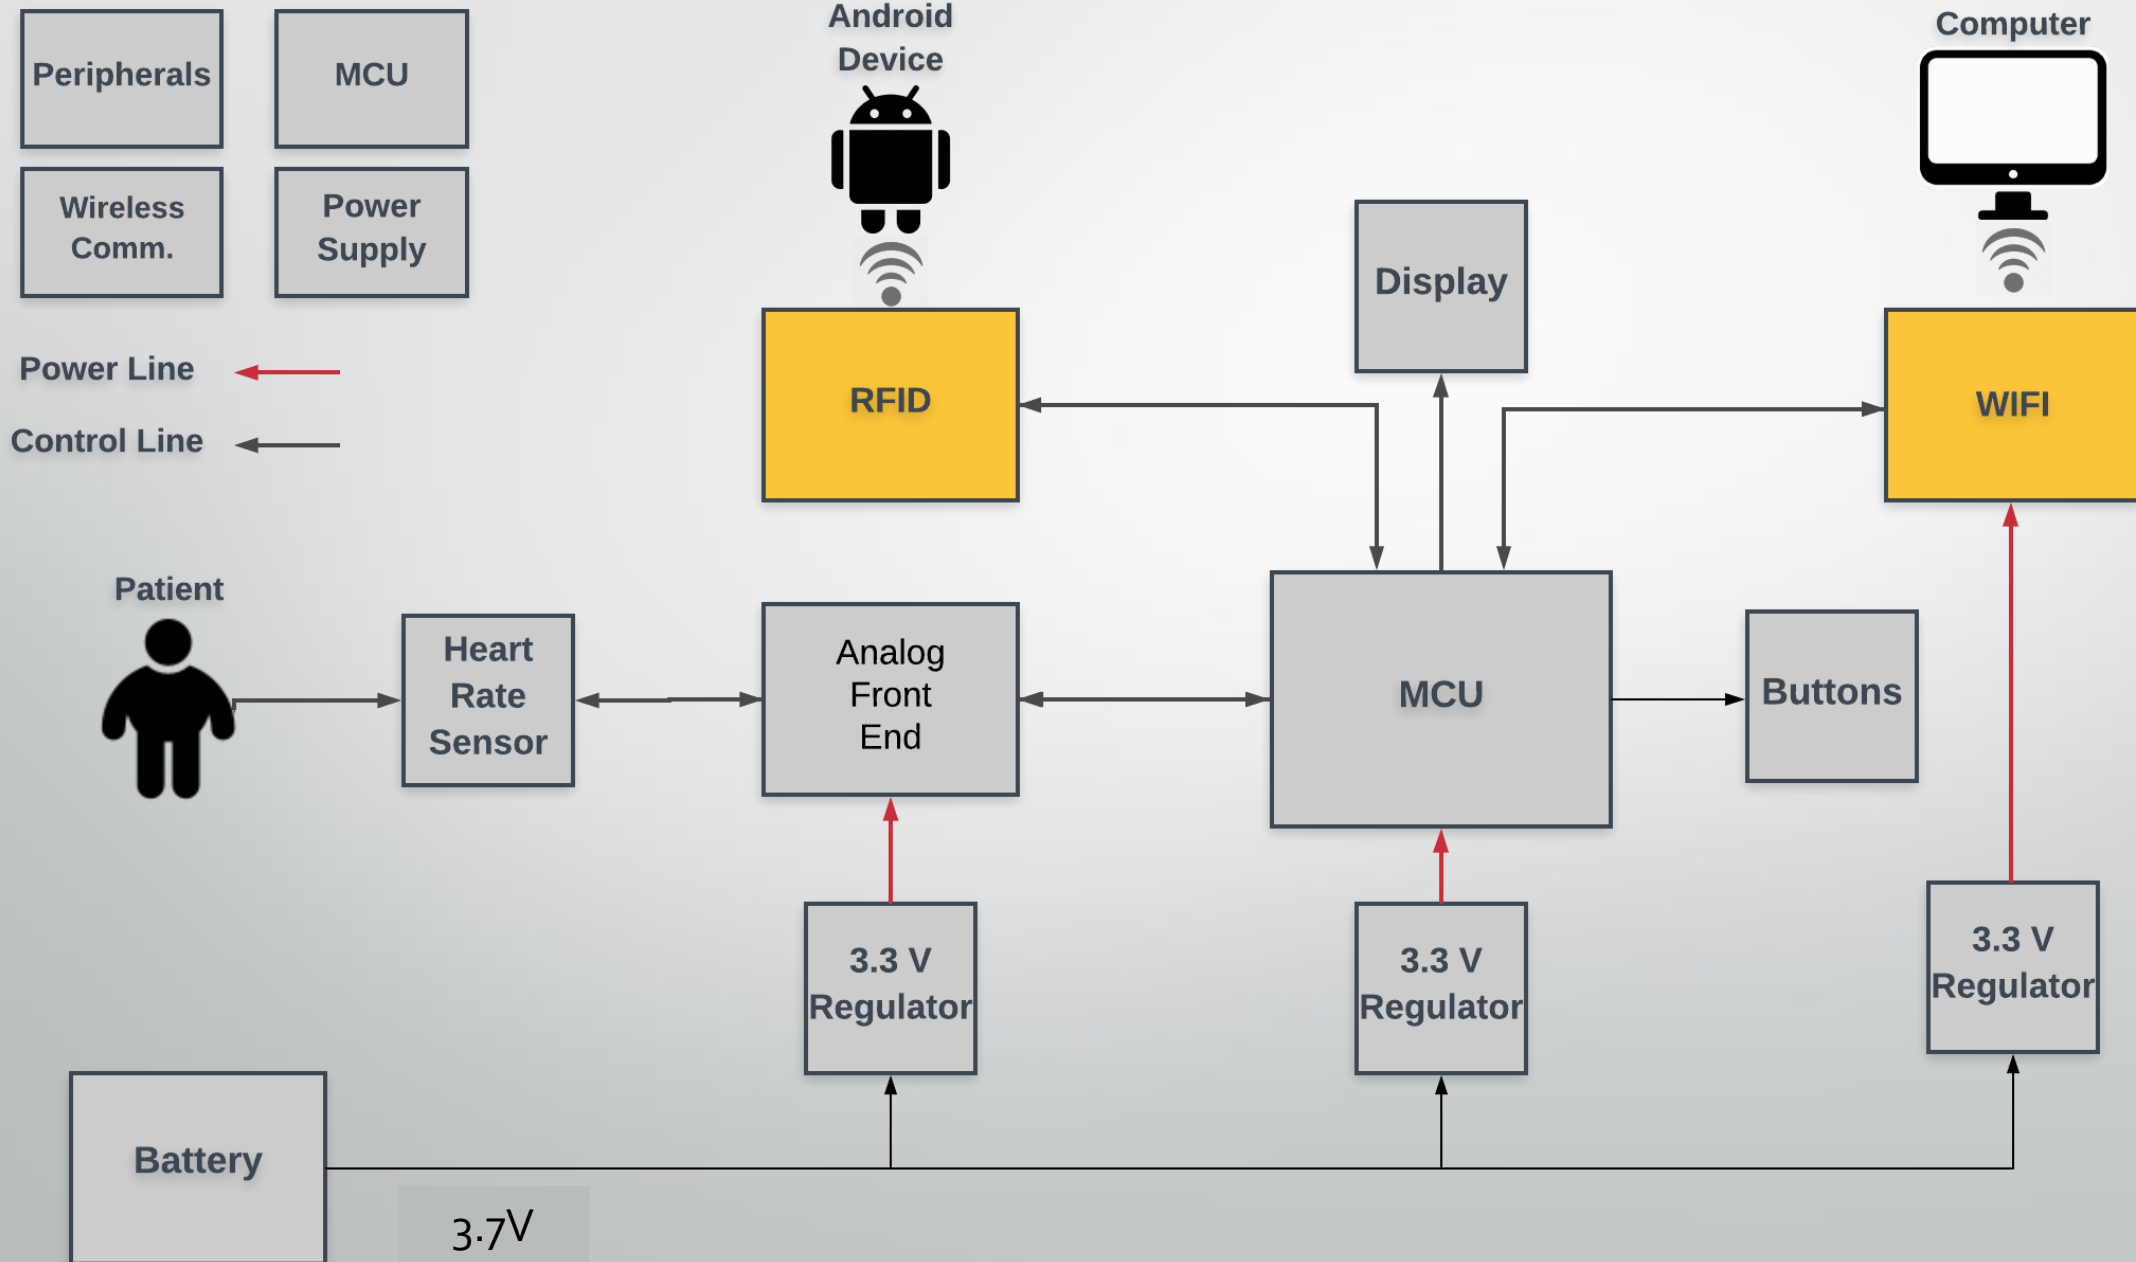 Peripherals
MCU
Wireless
Comm.
Power
Supply
Power Line
Control Line
Android
Device
Computer
RFID
Display
WIFI
Patient
Heart
Rate
Sensor
Analog
Front
End
MCU
Buttons
3.3 V
Regulator
3.3 V
Regulator
3.3 V
Regulator
Battery
3.7V